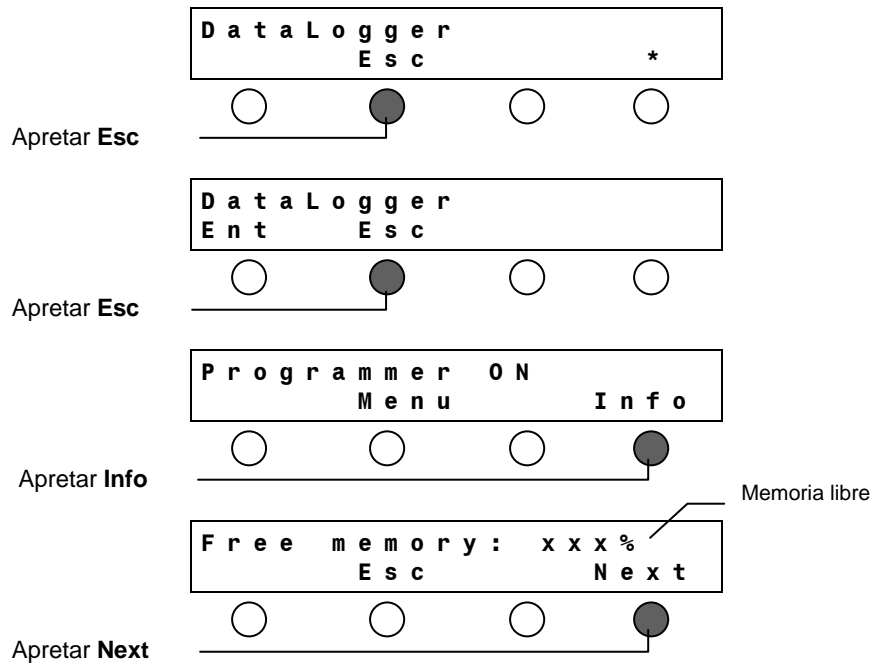 DataLogger
Esc *
Apretar Esc
DataLogger
Ent Esc
Apretar Esc
Programmer ON
Menu Info
Apretar Info
Memoria libre
Free memory: xxx%
Esc Next
Apretar Next